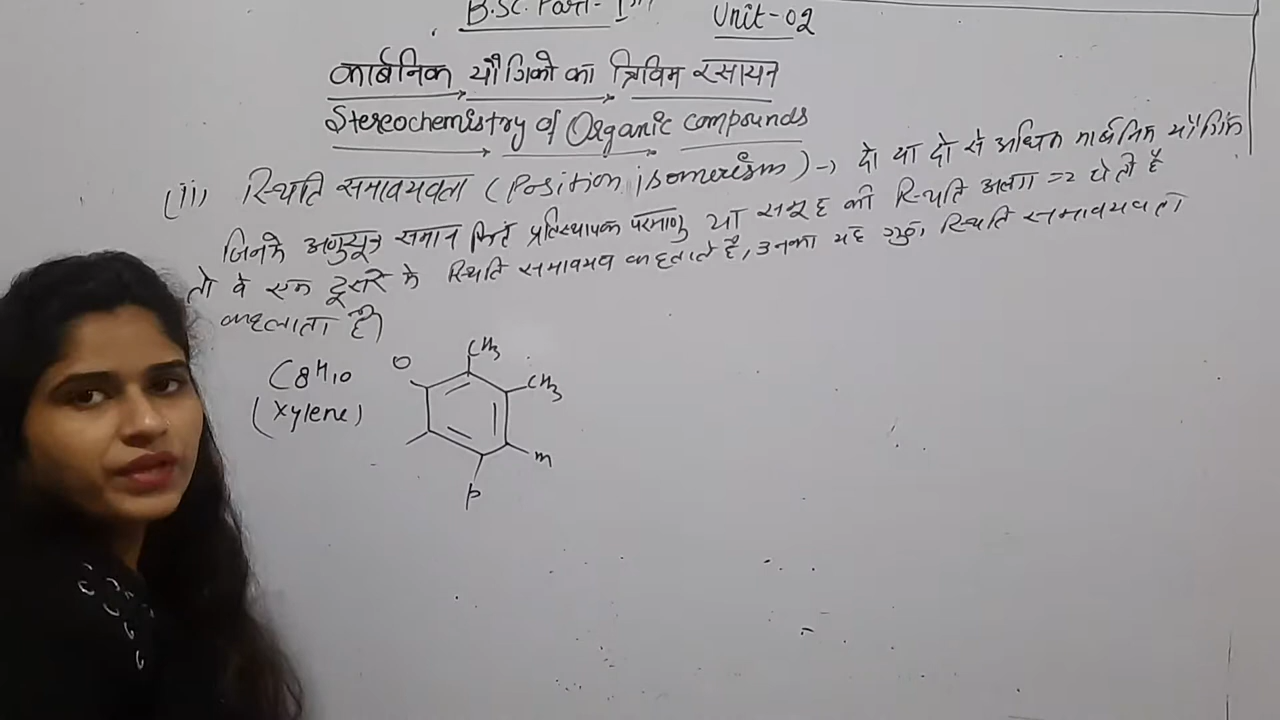 B.Sc. Part- I
Unit-02
कार्बनिक यौगिको का त्रिविम रसायन
Stereochemistry of Organic compounds
(ii) स्थिति समावयवता (Position isomerism) → दो या दो से अधिक कार्बनिक यौगिक
जिनके अणुसूत्र समान किंतु प्रतिस्थापक परमाणु या समूह की स्थिति अलग होती है
तो वे एक दूसरे के स्थिति समावयव कहलाते है, उनका यह गुण स्थिति समावयवता
कहलाता है।
C8H10
(Xylene)
O
CH3
CH3
m
p